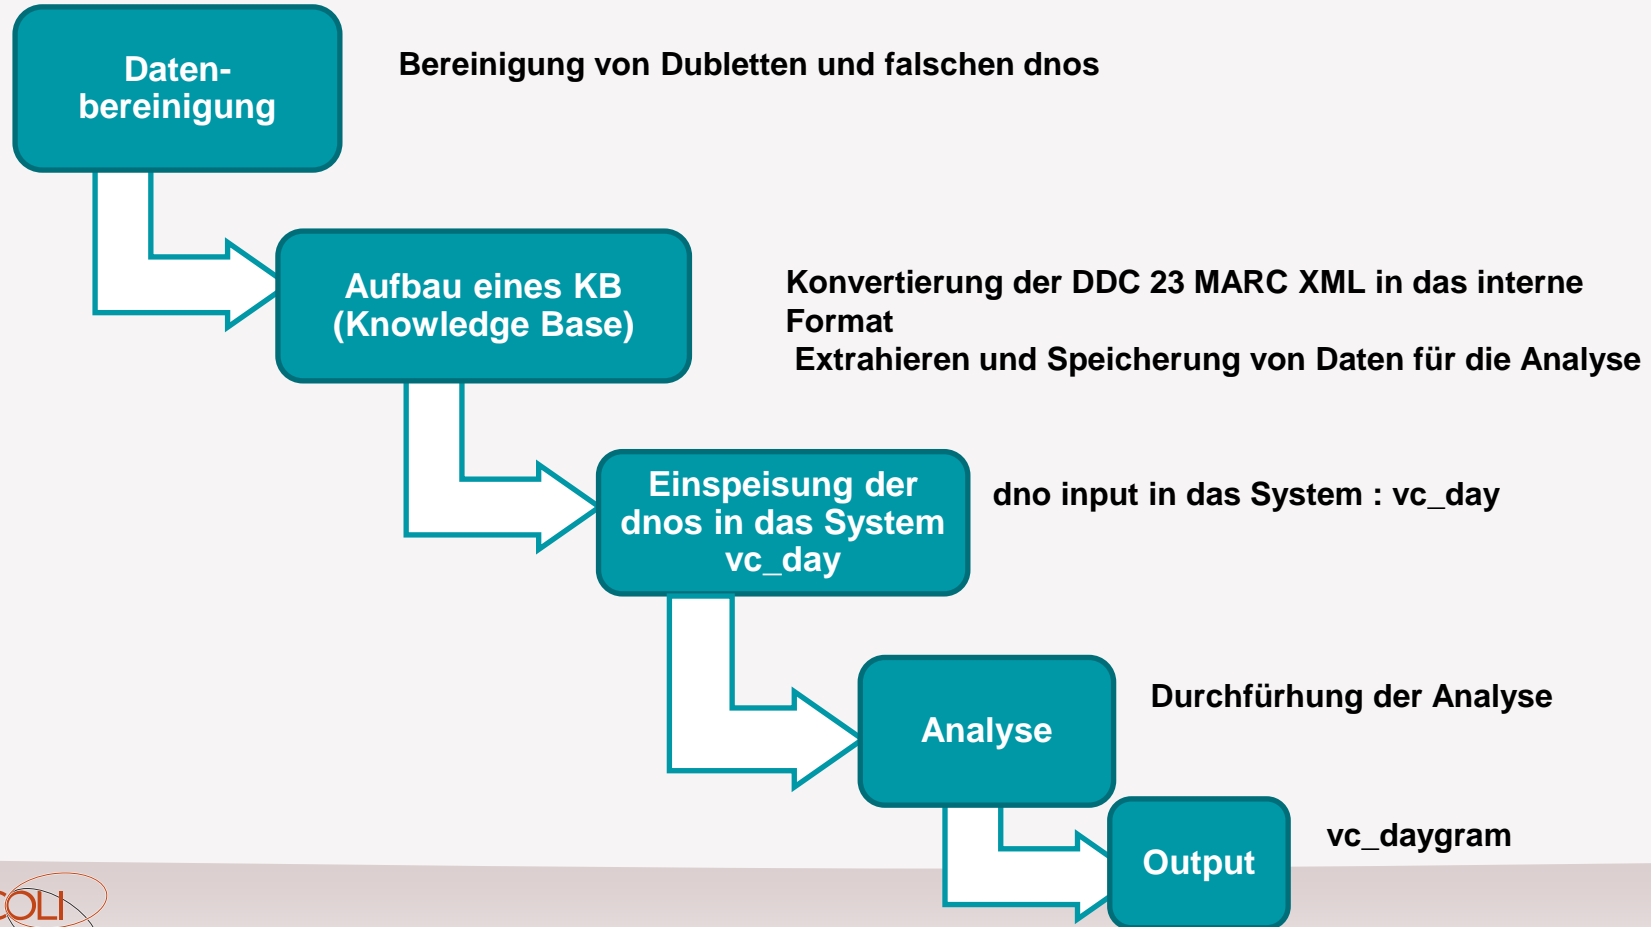 Daten-
bereinigung
Bereinigung von Dubletten und falschen dnos
Aufbau eines KB
(Knowledge Base)
Konvertierung der DDC 23 MARC XML in das interne
Format
Extrahieren und Speicherung von Daten für die Analyse
Einspeisung der
dnos in das System
vc_day
dno input in das System : vc_day
Analyse
Durchfürhung der Analyse
Output
vc_daygram
COLI